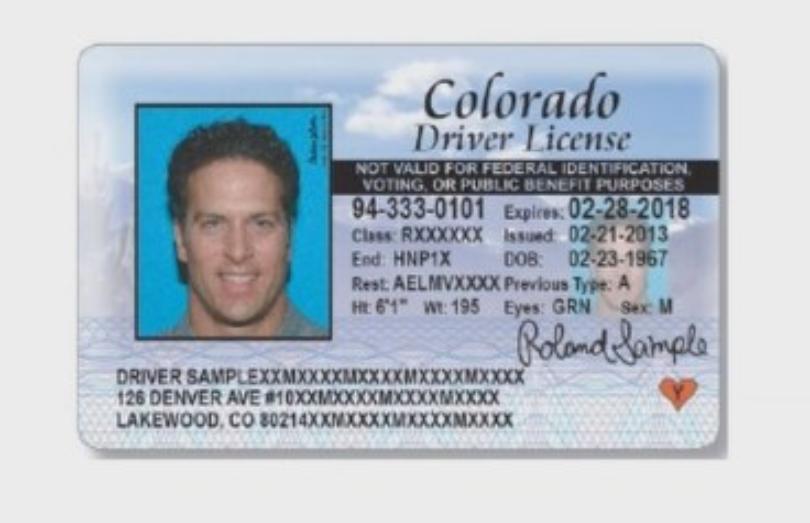 Colorado
Driver License
NOT VALID FOR FEDERAL IDENTIFICATION,
VOTING, OR PUBLIC BENEFIT PURPOSES
94-333-0101 Expires: 02-28-2018
Class: RXXXXXX Issued: 02-21-2013
End: HNP1X DOB: 02-23-1967
Rest: AELMVXXXX Previous Type: A
Ht: 6'1" Wt: 195 Eyes: GRN Sex: M
Roland Sample
DRIVER SAMPLEXXMXXXXMXXXXMXXXXMXXXX
126 DENVER AVE #10XXMXXXXMXXXXMXXXX
LAKEWOOD, CO 80214XXMXXXXMXXXXMXXXX
Y